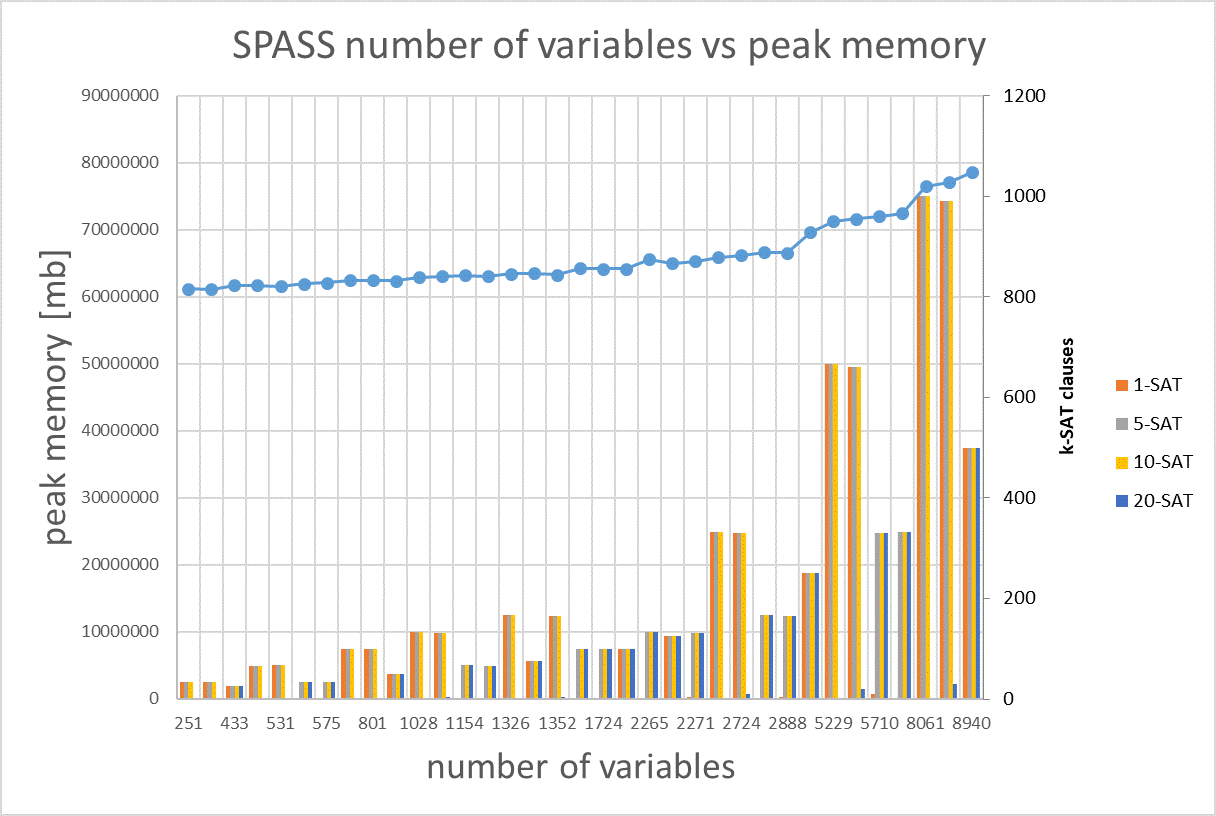 SPASS number of variables vs peak memory
90000000
80000000
70000000
60000000
50000000
40000000
30000000
20000000
10000000
0
peak memory [mb]
1200
1000
800
600
400
200
0
k-SAT clauses
1-SAT
5-SAT
10-SAT
20-SAT
251 433 531 575 801 1028 1154 1326 1352 1724 2265 2271 2724 2888 5229 5710 8061 8940
number of variables